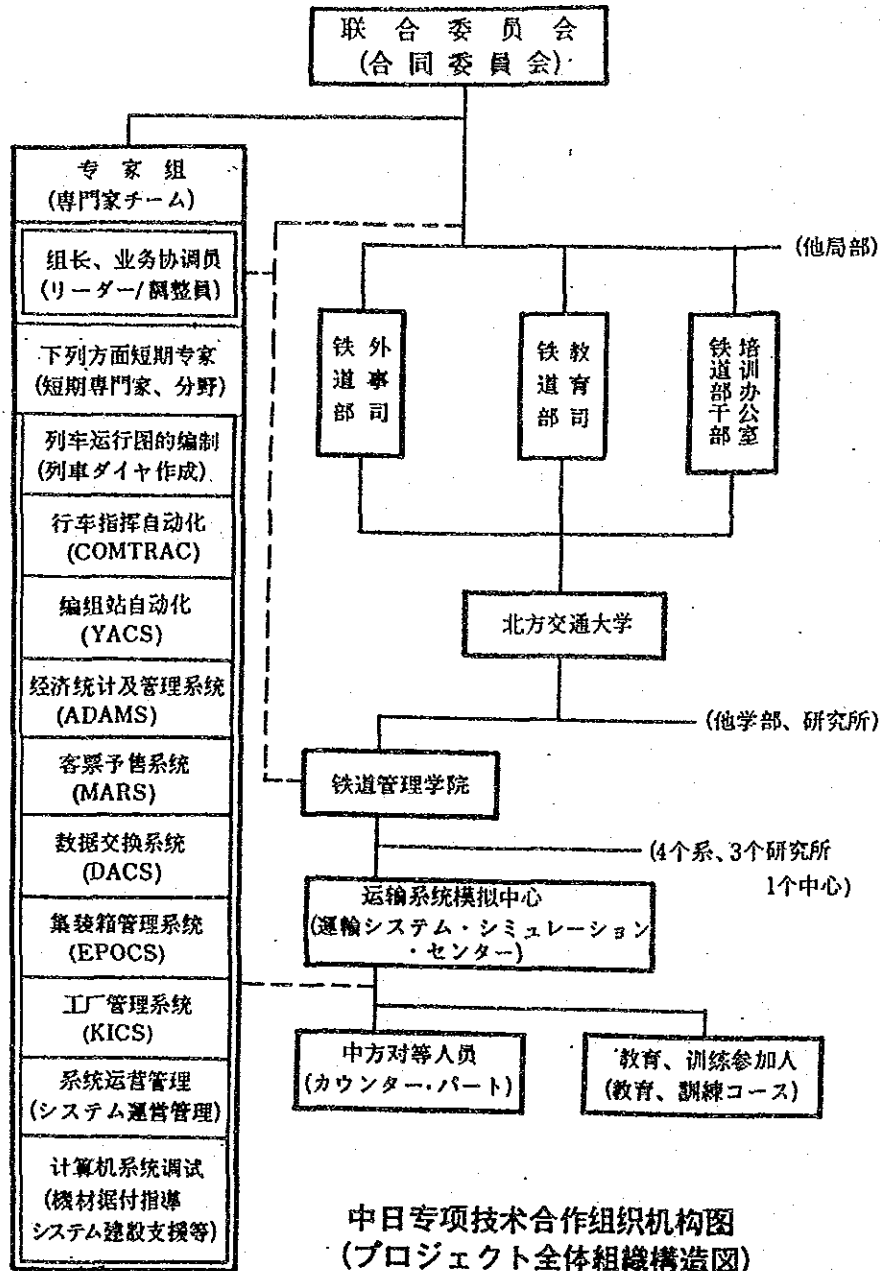 联合委员会
(合同委員会)
专家组
(専門家チーム)
组长、业务协调员
(リーダー/調整員)
下列方面短期专家
(短期専門家、分野)
列车运行图的编制
(列車ダイヤ作成)
行车指挥自动化
(COMTRAC)
编组站自动化
(YACS)
经济统计及管理系统
(ADAMS)
客票予售系统
(MARS)
数据交换系统
(DACS)
集装箱管理系统
(EPOCS)
工厂管理系统
(KICS)
系统运营管理
(システム運営管理)
计算机系统调试
(機材据付指導
システム建設支援等)
(他局部)
铁道部
外事司
铁道部
教育司
铁道部干部
培训办公室
北方交通大学
(他学部、研究所)
铁道管理学院
(4个系、3个研究所
1个中心)
运输系统模拟中心
(運輸システム・シミュレーション
・センター)
中方对等人员
(カウンター・パート)
教育、训练参加人
(教育、訓練コース)
中日专项技术合作组织机构图
(プロジェクト全体組織構造図)